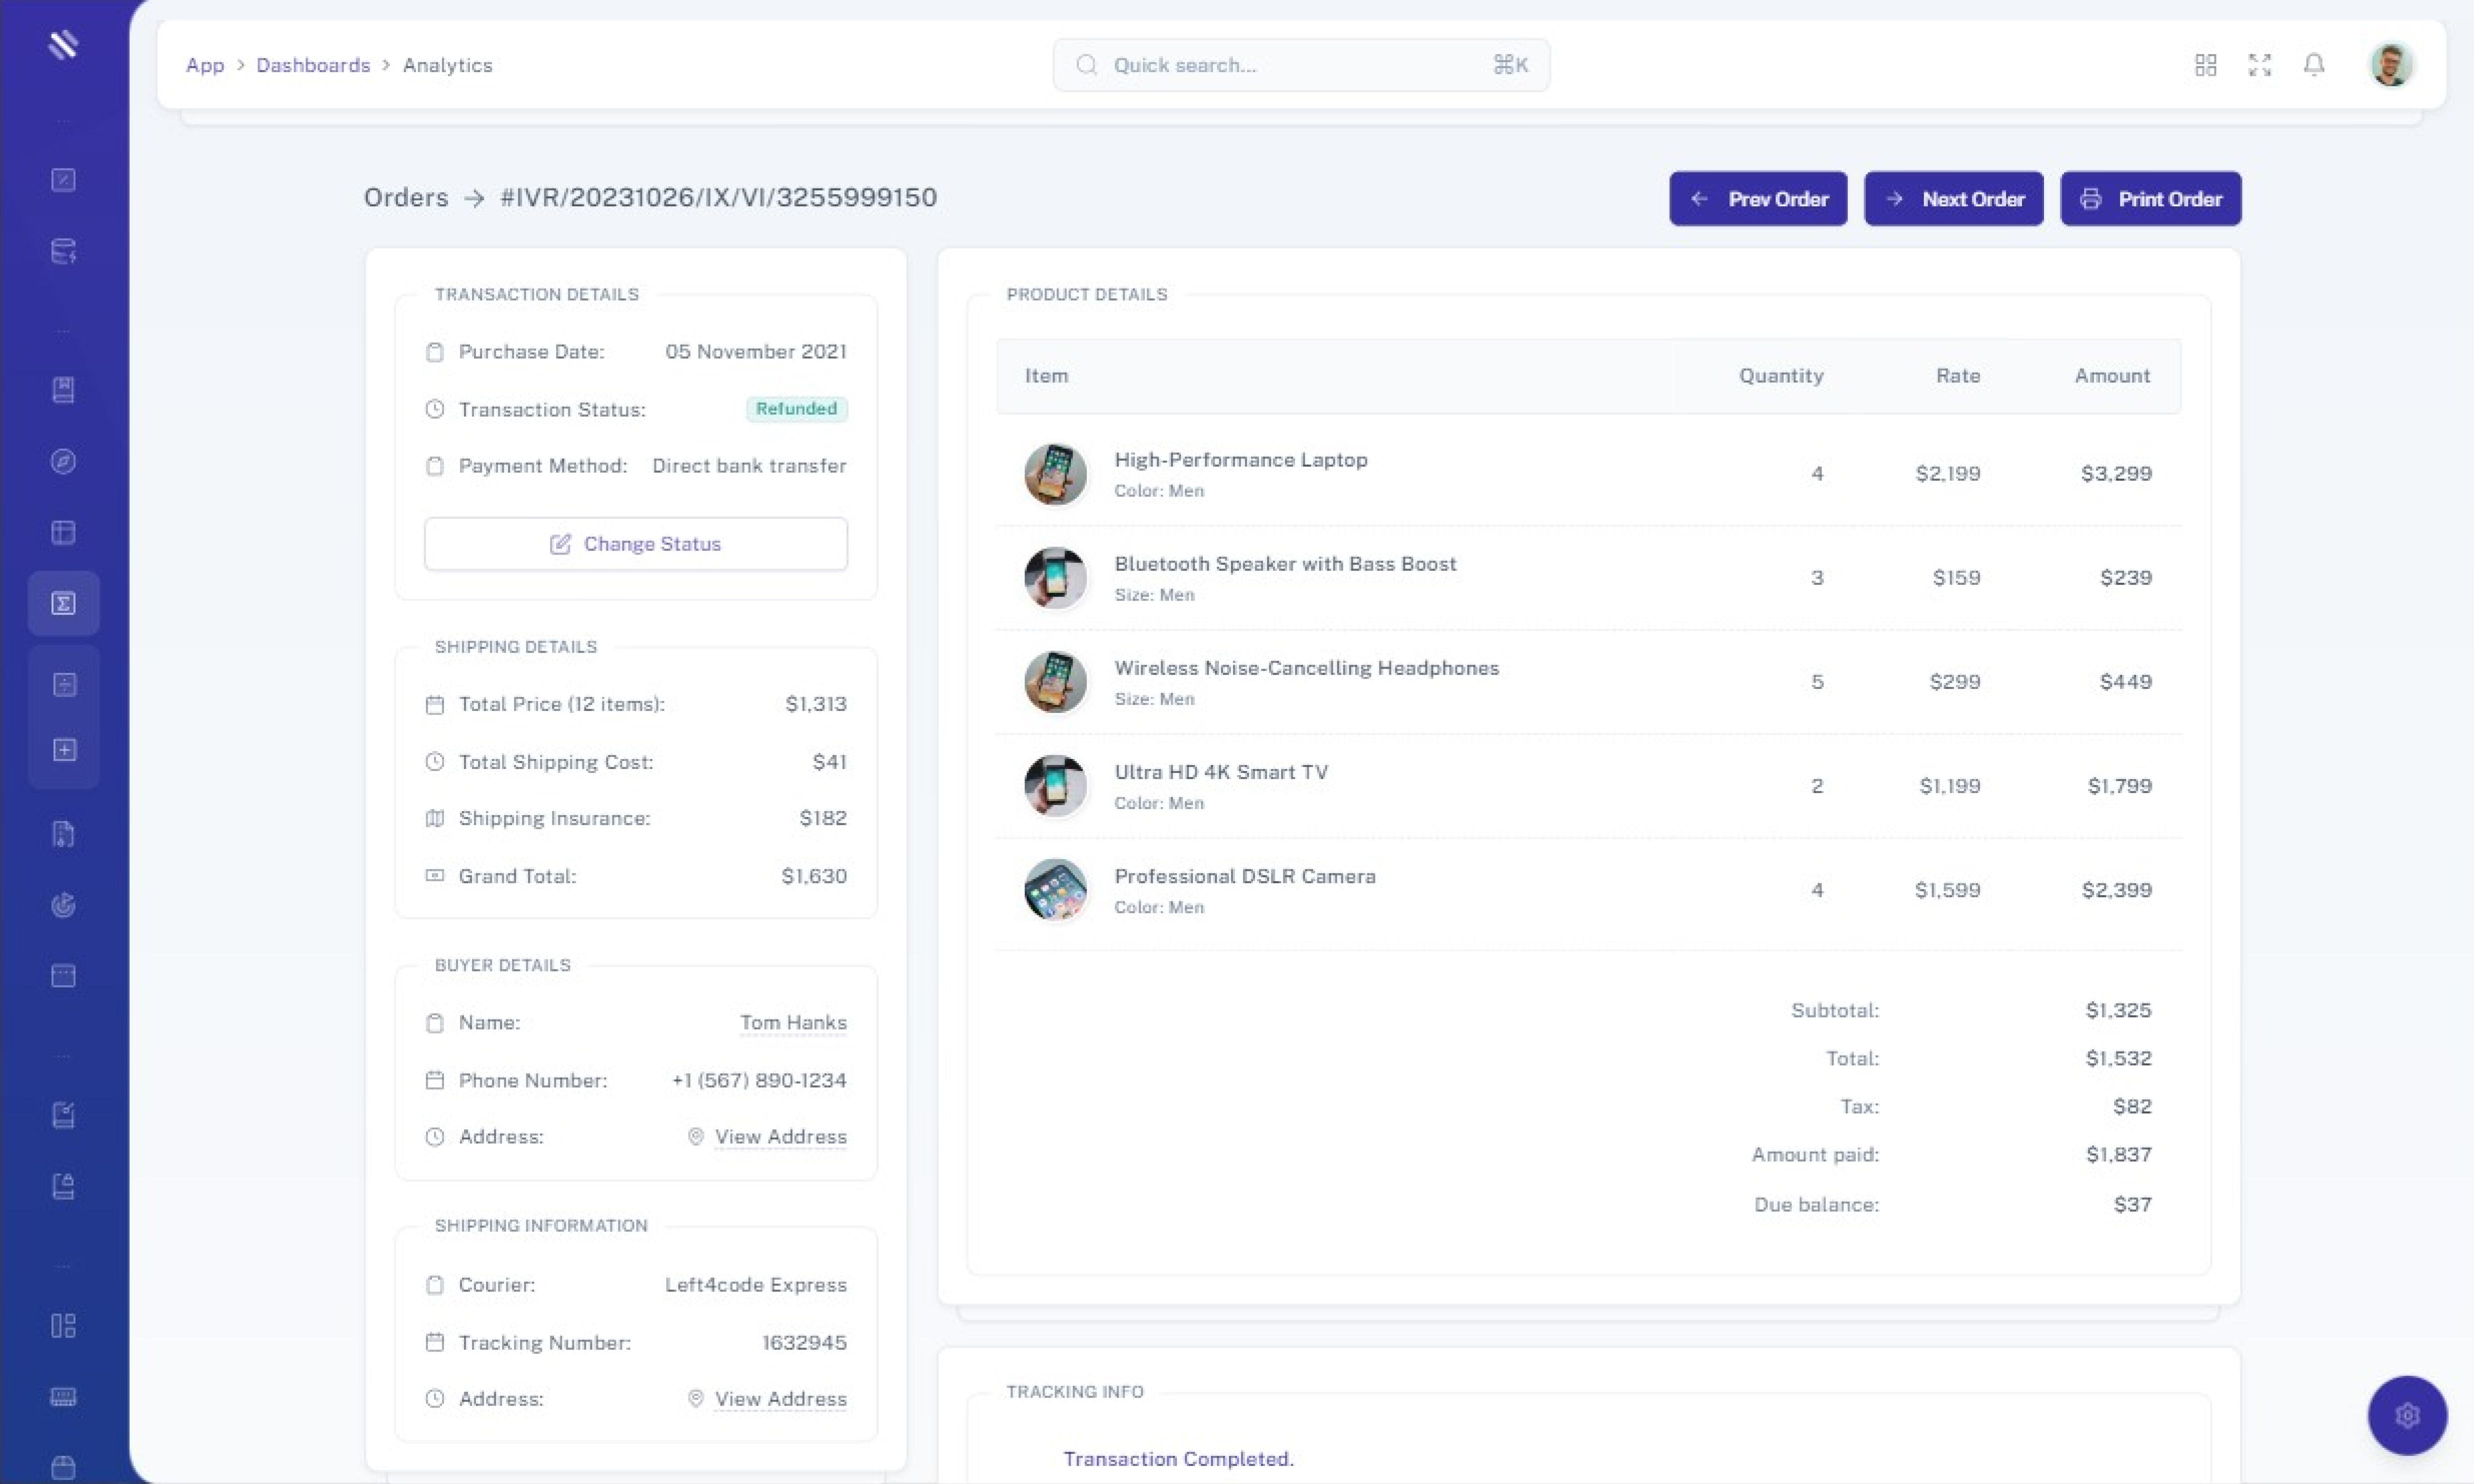 App > Dashboards > Analytics
Quick search... ⌘K
Orders → #IVR/20231026/IX/VI/3255999150
Prev Order
Next Order
Print Order
TRANSACTION DETAILS
Purchase Date: 05 November 2021
Transaction Status: Refunded
Payment Method: Direct bank transfer
Change Status
SHIPPING DETAILS
Total Price (12 items): $1,313
Total Shipping Cost: $41
Shipping Insurance: $182
Grand Total: $1,630
BUYER DETAILS
Name: Tom Hanks
Phone Number: +1 (567) 890-1234
Address: View Address
SHIPPING INFORMATION
Courier: Left4code Express
Tracking Number: 1632945
Address: View Address
PRODUCT DETAILS
Item Quantity Rate Amount
High-Performance Laptop 4 $2,199 $3,299
Color: Men
Bluetooth Speaker with Bass Boost 3 $159 $239
Size: Men
Wireless Noise-Cancelling Headphones 5 $299 $449
Size: Men
Ultra HD 4K Smart TV 2 $1,199 $1,799
Color: Men
Professional DSLR Camera 4 $1,599 $2,399
Color: Men
Subtotal: $1,325
Total: $1,532
Tax: $82
Amount paid: $1,837
Due balance: $37
TRACKING INFO
Transaction Completed.